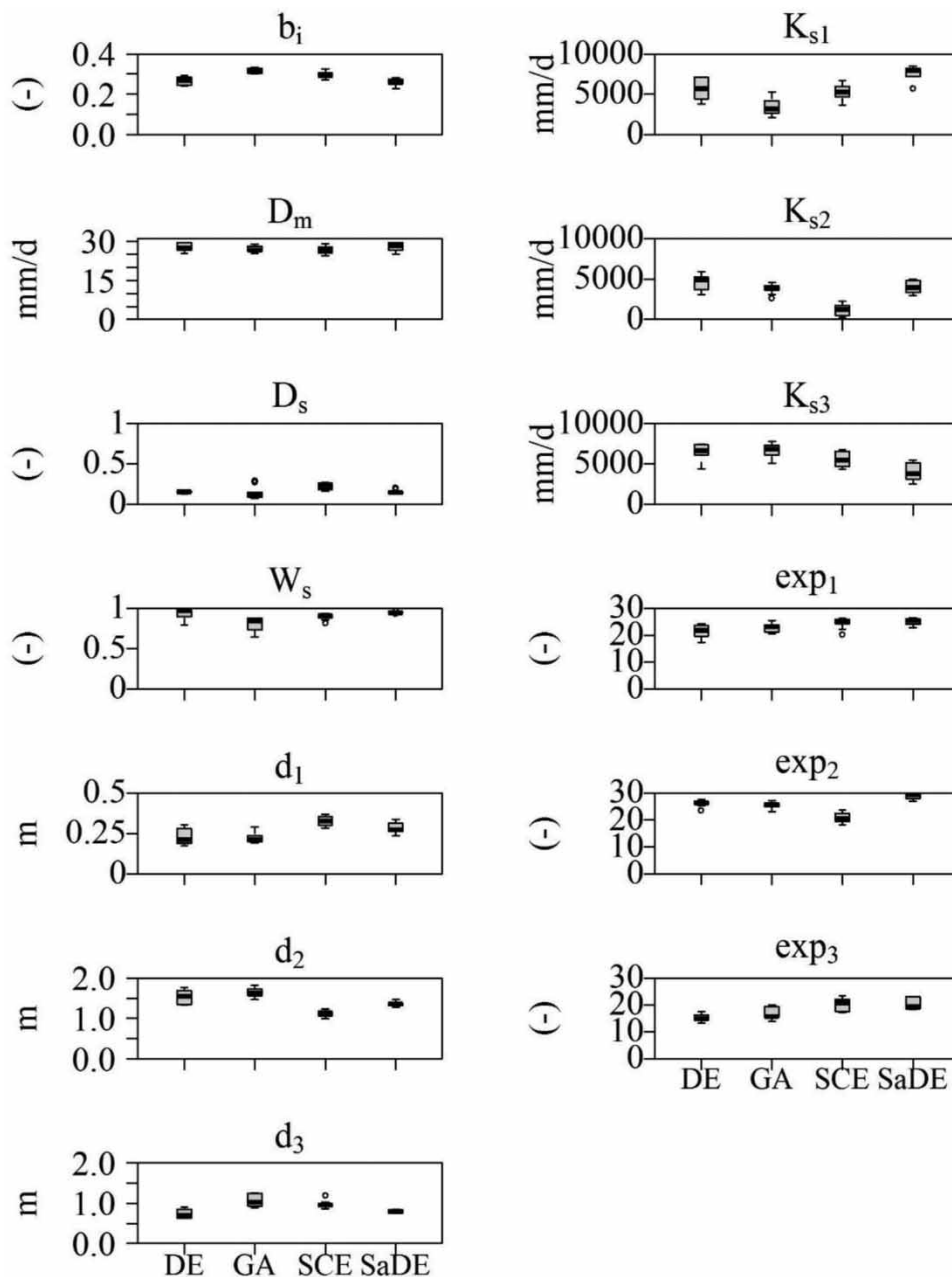 b_i
(-)
0.4
0.2
0.0
D_m
mm/d
30
15
0
D_s
(-)
1
0.5
0
W_s
(-)
1
0.5
0
d_1
m
0.5
0.25
0
d_2
m
2.0
1.0
0.0
d_3
m
2.0
1.0
0.0
DE GA SCE SaDE
K_s1
mm/d
10000
5000
0
K_s2
mm/d
10000
5000
0
K_s3
mm/d
10000
5000
0
exp_1
(-)
30
20
10
0
exp_2
(-)
30
20
10
0
exp_3
(-)
30
20
10
0
DE GA SCE SaDE